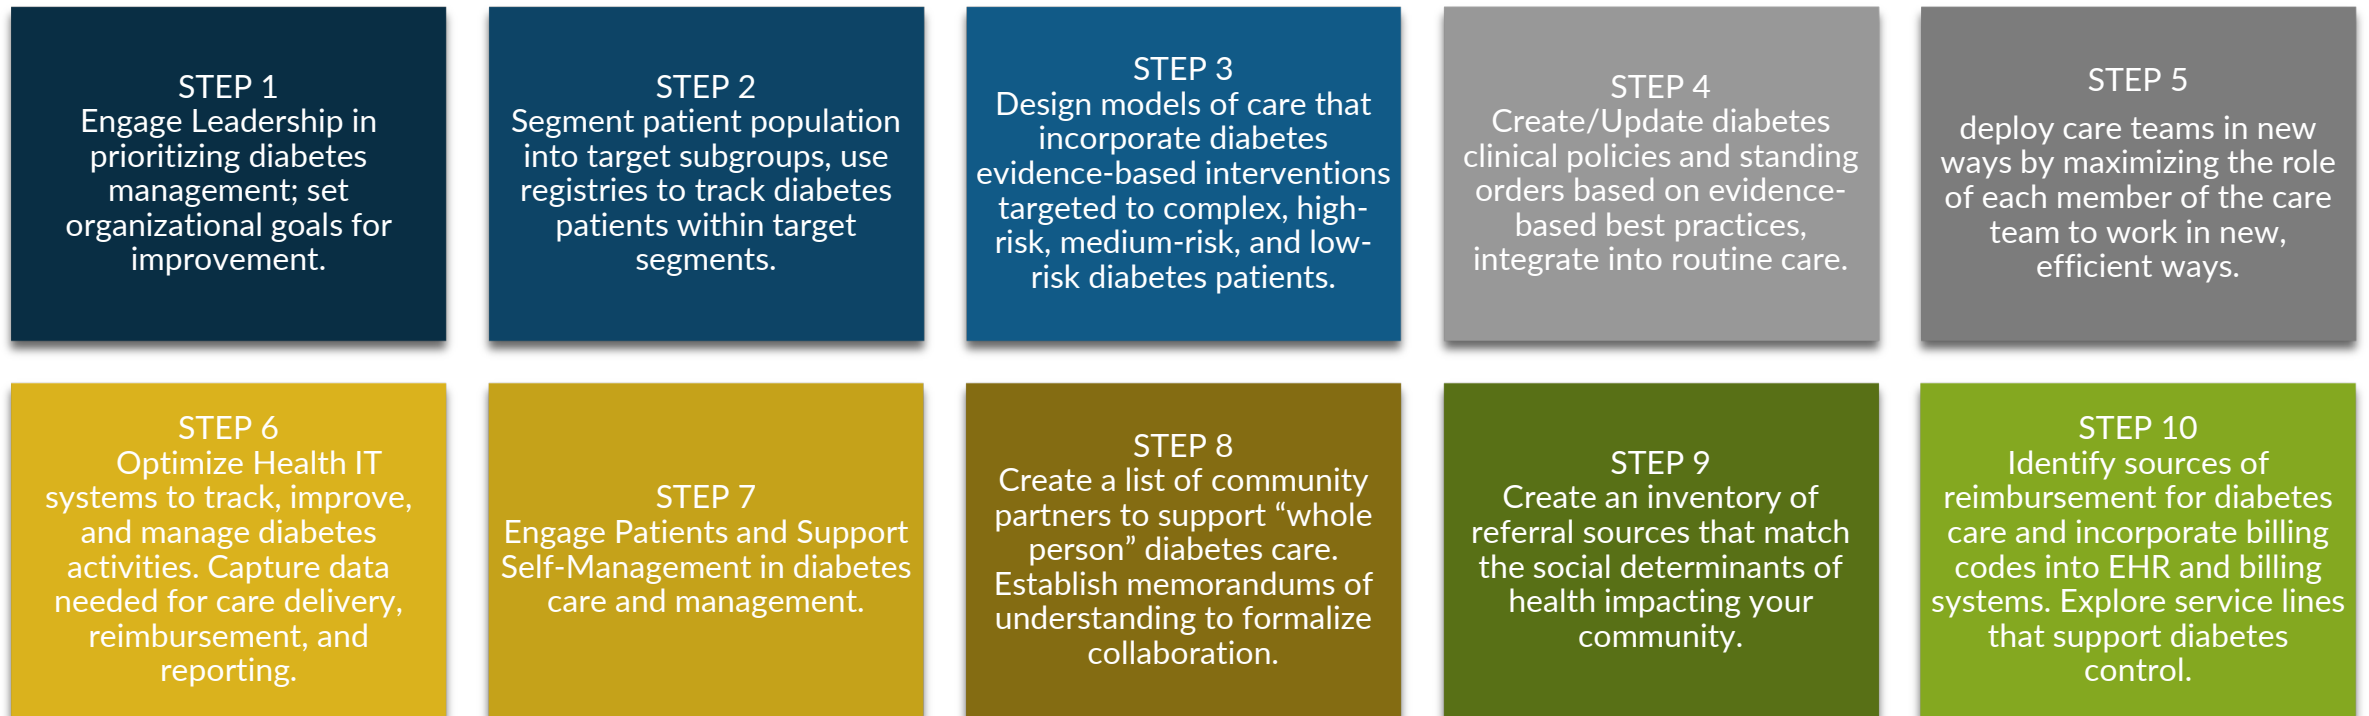 STEP 1
Engage Leadership in
prioritizing diabetes
management; set
organizational goals for
improvement.
STEP 2
Segment patient population
into target subgroups, use
registries to track diabetes
patients within target
segments.
STEP 3
Design models of care that
incorporate diabetes
evidence-based interventions
targeted to complex, high-
risk, medium-risk, and low-
risk diabetes patients.
STEP 4
Create/Update diabetes
clinical policies and standing
orders based on evidence-
based best practices,
integrate into routine care.
STEP 5
deploy care teams in new
ways by maximizing the role
of each member of the care
team to work in new,
efficient ways.
STEP 6
Optimize Health IT
systems to track, improve,
and manage diabetes
activities. Capture data
needed for care delivery,
reimbursement, and
reporting.
STEP 7
Engage Patients and Support
Self-Management in diabetes
care and management.
STEP 8
Create a list of community
partners to support “whole
person” diabetes care.
Establish memorandums of
understanding to formalize
collaboration.
STEP 9
Create an inventory of
referral sources that match
the social determinants of
health impacting your
community.
STEP 10
Identify sources of
reimbursement for diabetes
care and incorporate billing
codes into EHR and billing
systems. Explore service lines
that support diabetes
control.